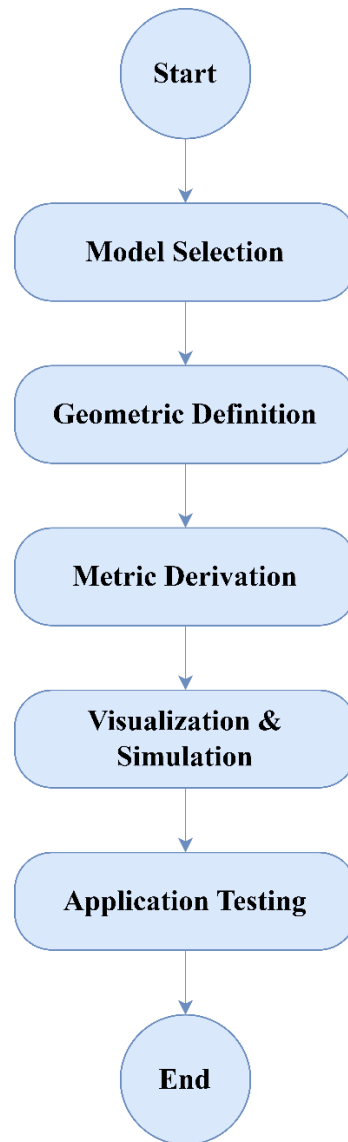 Start
Model Selection
Geometric Definition
Metric Derivation
Visualization &
Simulation
Application Testing
End